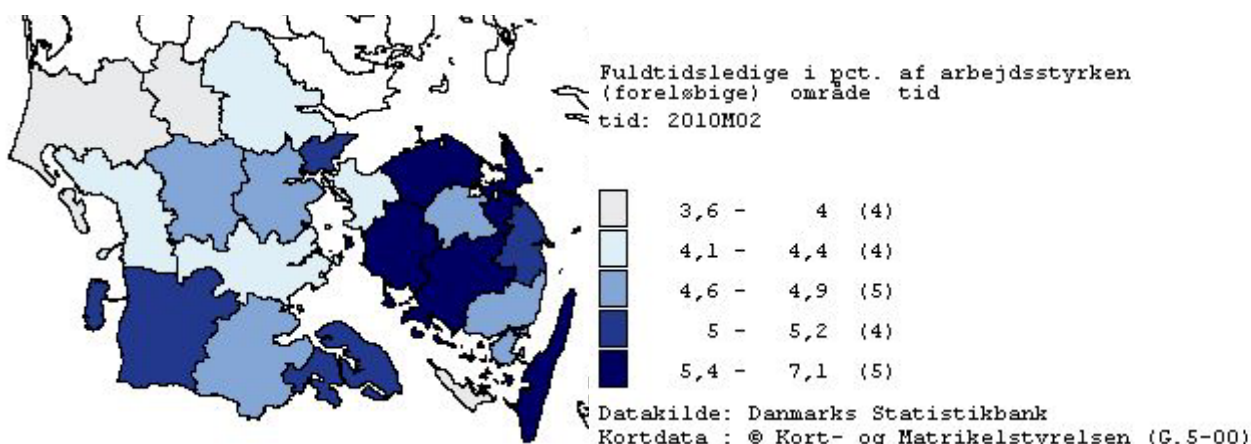 Fuldtidsledige i pct. af arbejdsstyrken
(foreløbige) område tid
tid: 2010M02
3,6 - 4 (4)
4,1 - 4,4 (4)
4,6 - 4,9 (5)
5 - 5,2 (4)
5,4 - 7,1 (5)
Datakilde: Danmarks Statistikbank
Kortdata : © Kort- og Matrikelstyrelsen (G.5-00)